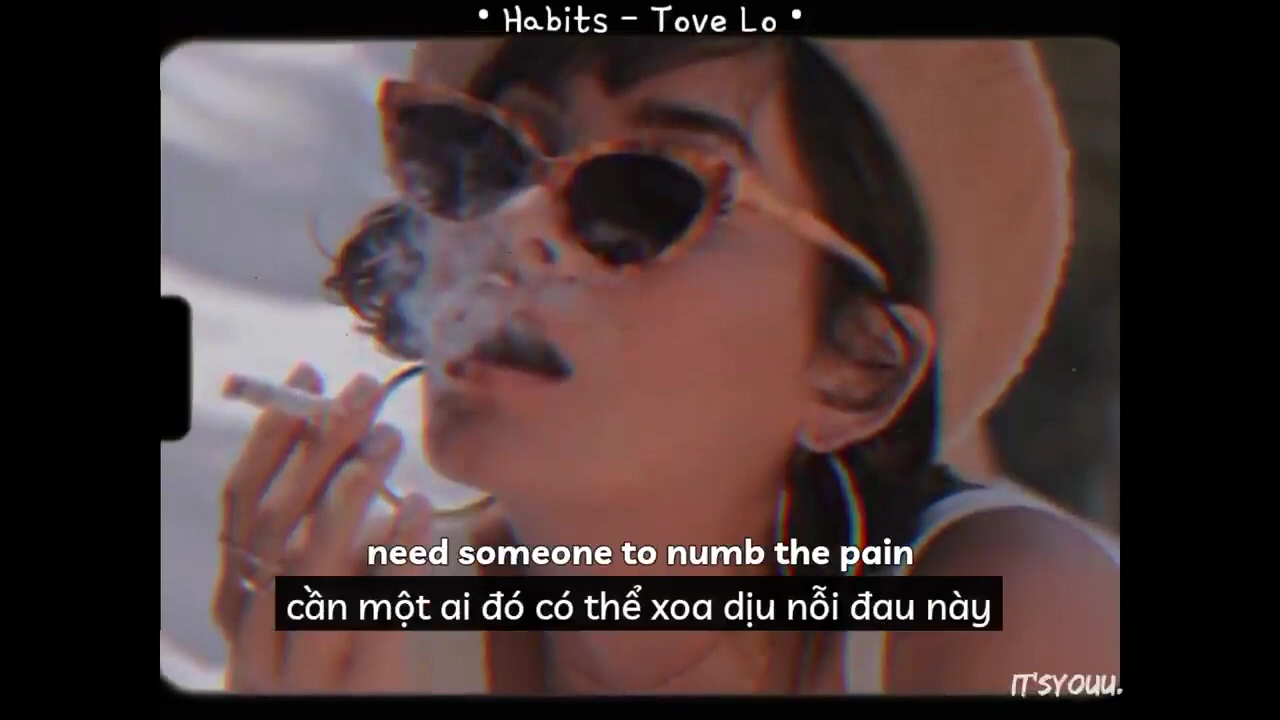 • Habits - Tove Lo •
need someone to numb the pain
cần một ai đó có thể xoa dịu nỗi đau này
IT'SYOUU.